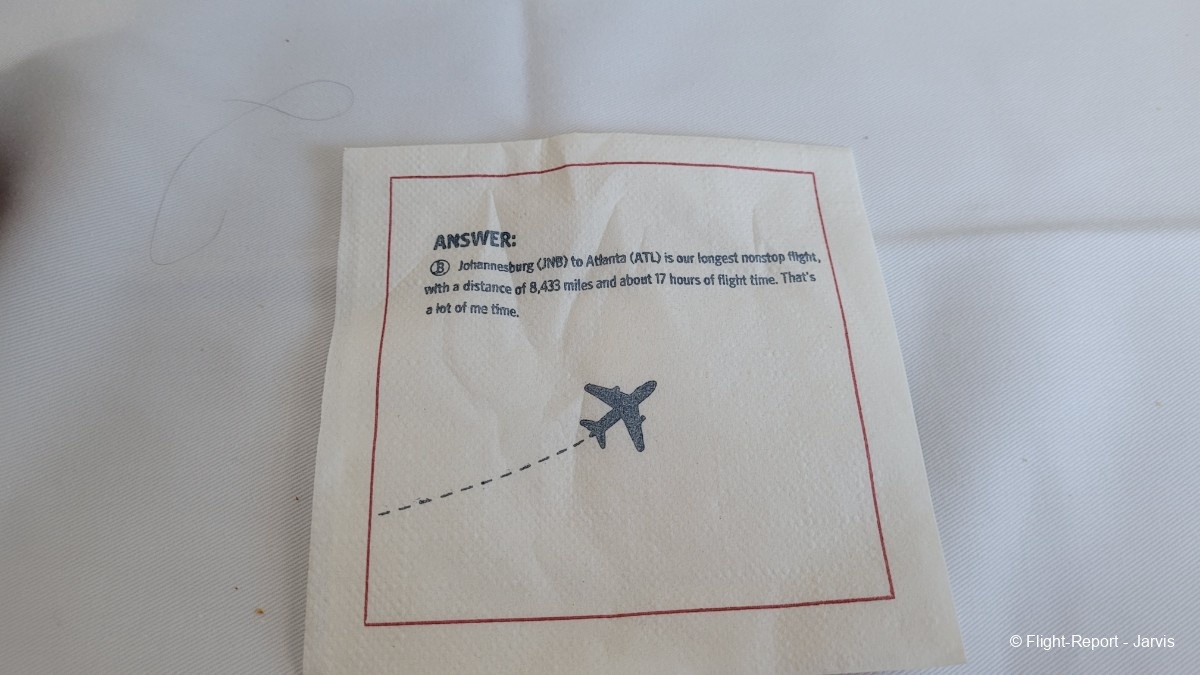 ANSWER:
Ⓑ Johannesburg (JNB) to Atlanta (ATL) is our longest nonstop flight,
with a distance of 8,433 miles and about 17 hours of flight time. That's
a lot of me time.
© Flight-Report - Jarvis